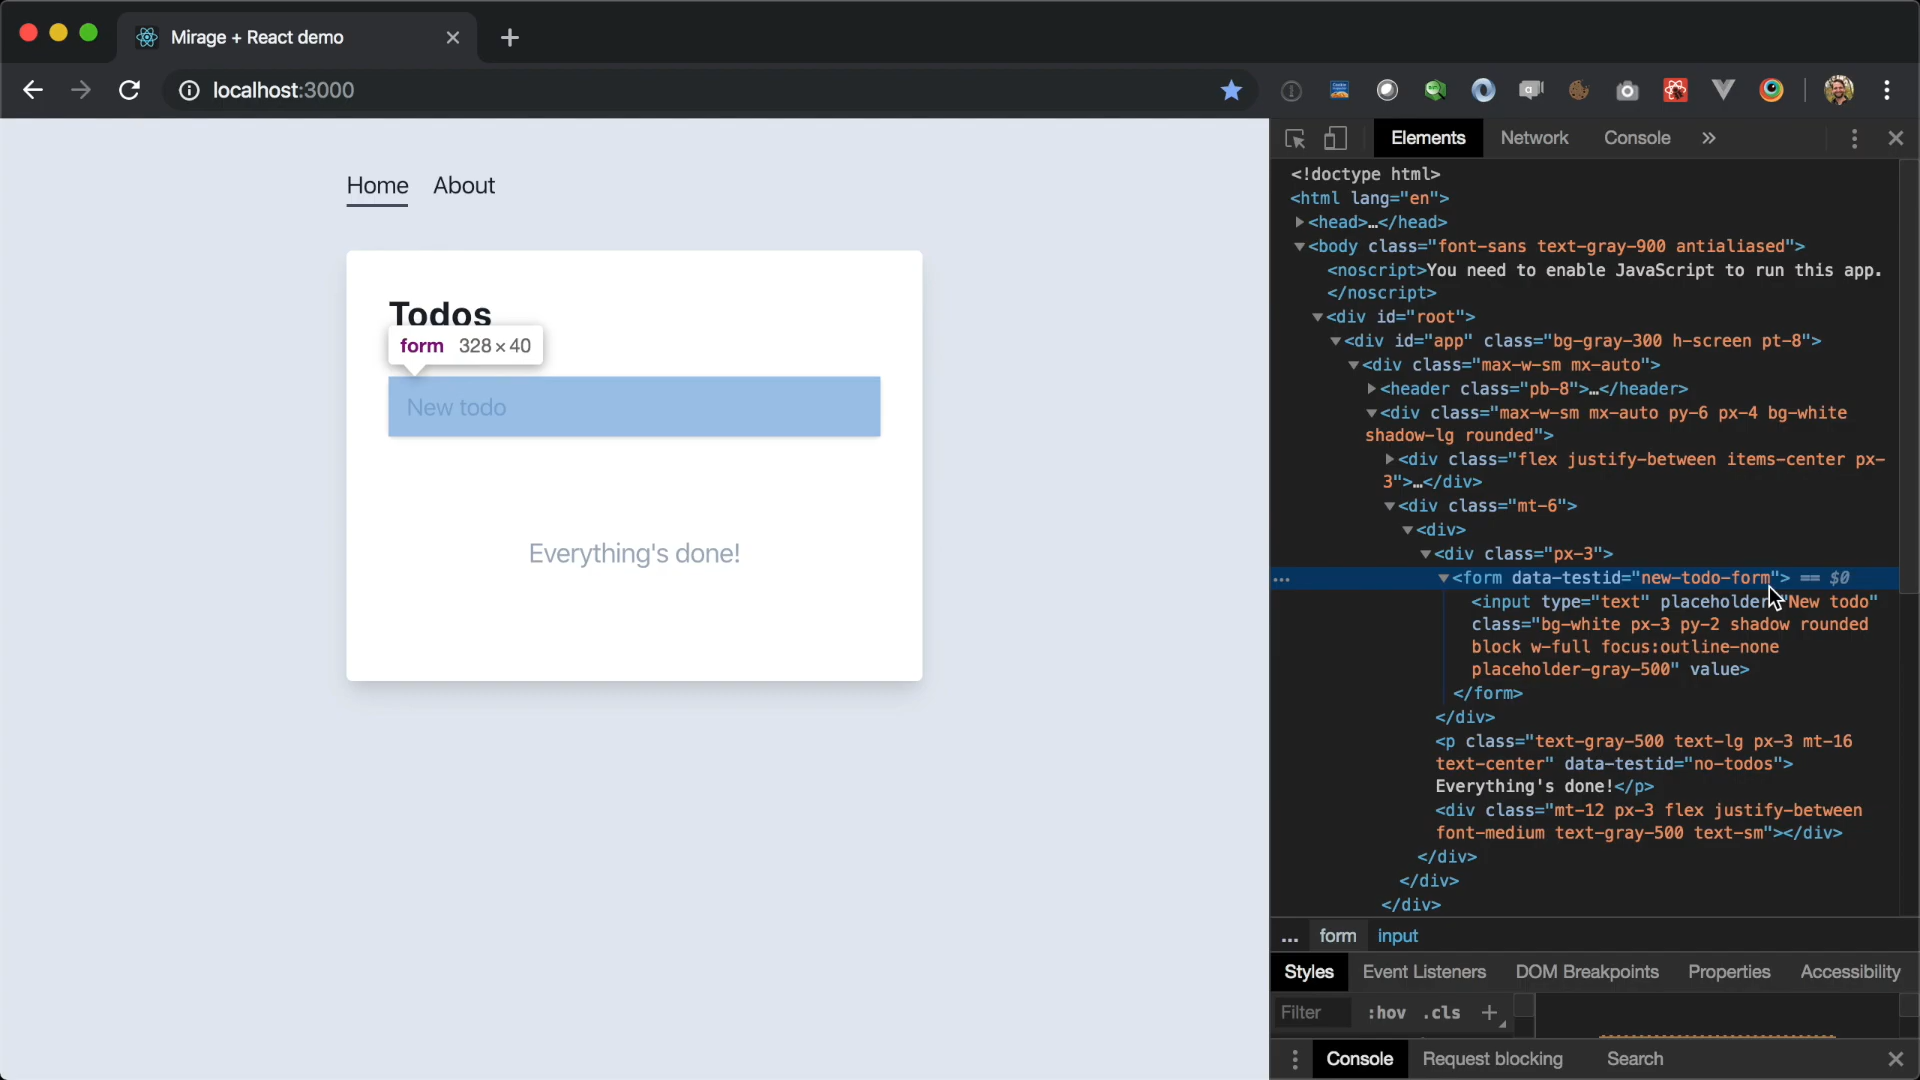 Mirage + React demo
localhost:3000
Home About
Todos
form 328 × 40
New todo
Everything's done!
Elements Network Console »
<!doctype html>
<html lang="en">
<head>…</head>
<body class="font-sans text-gray-900 antialiased">
<noscript>You need to enable JavaScript to run this app.
</noscript>
<div id="root">
<div id="app" class="bg-gray-300 h-screen pt-8">
<div class="max-w-sm mx-auto">
<header class="pb-8">…</header>
<div class="max-w-sm mx-auto py-6 px-4 bg-white
shadow-lg rounded">
<div class="flex justify-between items-center px-
3">…</div>
<div class="mt-6">
<div>
<div class="px-3">
… <form data-testid="new-todo-form"> == $0
<input type="text" placeholder="New todo"
class="bg-white px-3 py-2 shadow rounded
block w-full focus:outline-none
placeholder-gray-500" value>
</form>
</div>
<p class="text-gray-500 text-lg px-3 mt-16
text-center" data-testid="no-todos">
Everything's done!</p>
<div class="mt-12 px-3 flex justify-between
font-medium text-gray-500 text-sm"></div>
</div>
</div>
</div>
… form input
Styles Event Listeners DOM Breakpoints Properties Accessibility
Filter :hov .cls +
Console Request blocking Search